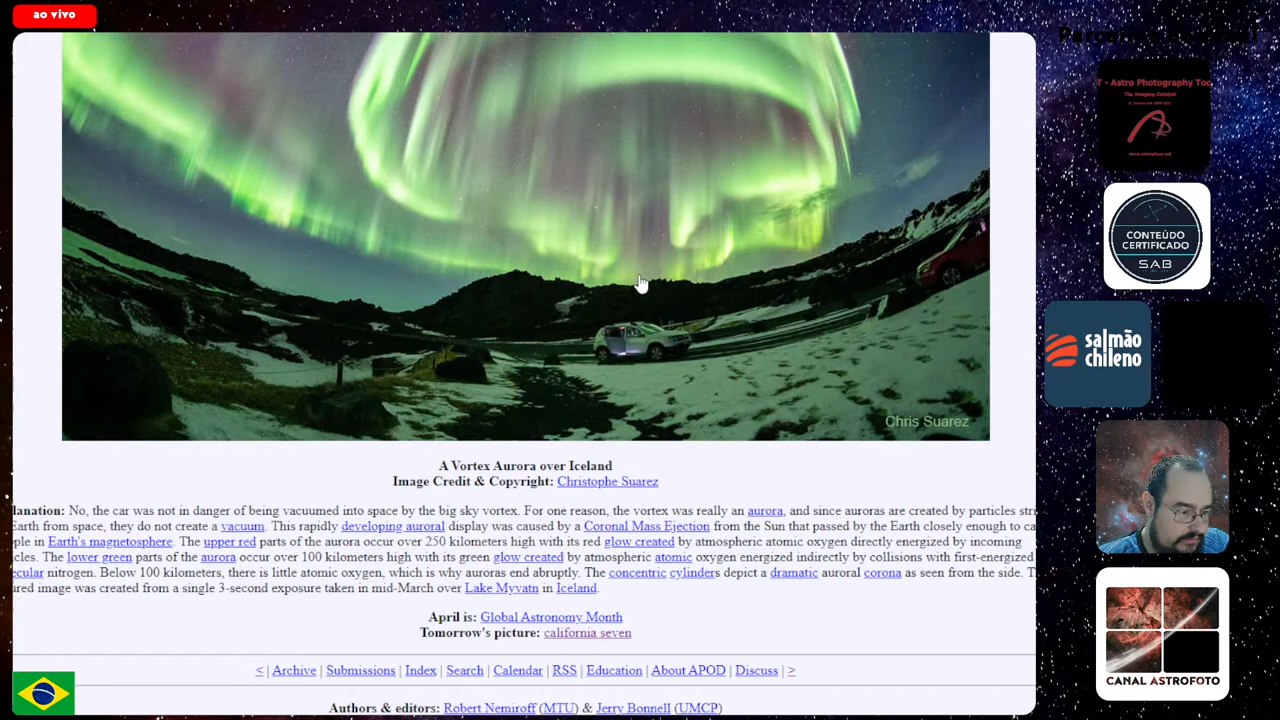 ao vivo
T - Astro Photography Too
The Imaging Catalyst
CONTEÚDO
CERTIFICADO
SAB
salmão
chileno
Chris Suarez
A Vortex Aurora over Iceland
Image Credit & Copyright: Christophe Suarez
lanation: No, the car was not in danger of being vacuumed into space by the big sky vortex. For one reason, the vortex was really an aurora, and since auroras are created by particles stri
Earth from space, they do not create a vacuum. This rapidly developing auroral display was caused by a Coronal Mass Ejection from the Sun that passed by the Earth closely enough to ca
ple in Earth's magnetosphere. The upper red parts of the aurora occur over 250 kilometers high with its red glow created by atmospheric atomic oxygen directly energized by incoming
cles. The lower green parts of the aurora occur over 100 kilometers high with its green glow created by atmospheric atomic oxygen energized indirectly by collisions with first-energized
ecular nitrogen. Below 100 kilometers, there is little atomic oxygen, which is why auroras end abruptly. The concentric cylinders depict a dramatic auroral corona as seen from the side. T
ured image was created from a single 3-second exposure taken in mid-March over Lake Myvatn in Iceland.
April is: Global Astronomy Month
Tomorrow's picture: california seven
< | Archive | Submissions | Index | Search | Calendar | RSS | Education | About APOD | Discuss | >
Authors & editors: Robert Nemiroff (MTU) & Jerry Bonnell (UMCP)
CANAL ASTROFOTO